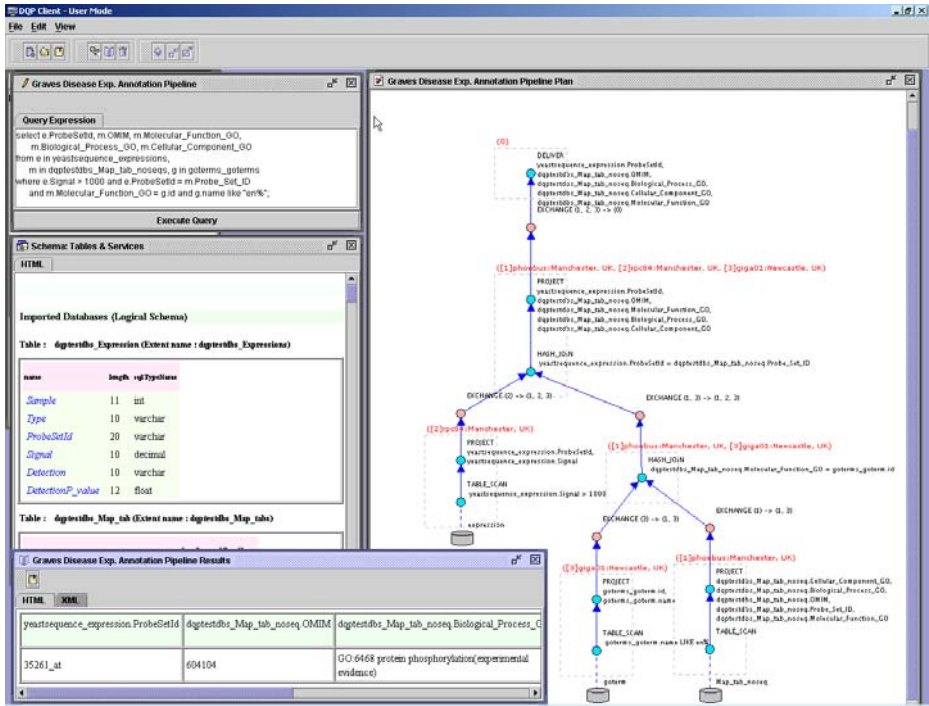 DQP Client - User Mode
File Edit View
Graves Disease Exp. Annotation Pipeline
Query Expression
select e.ProbeSetId, m.OMIM, m.Molecular_Function_GO,
m.Biological_Process_GO, m.Cellular_Component_GO
from e in yeastsequence_expressions,
m in dqptestdbs_Map_tab_noseqs, g in goterms_goterms
where e.Signal > 1000 and e.ProbeSetId = m.Probe_Set_ID
and m.Molecular_Function_GO = g.id and g.name like "en%";
Execute Query
Schema: Tables & Services
HTML
Imported Databases (Logical Schema)
Table : dqptestdbs_Expression (Extent name : dqptestdbs_Expressions)
name length sqlTypeName
Sample 11 int
Type 10 varchar
ProbeSetId 20 varchar
Signal 10 decimal
Detection 10 varchar
DetectionP_value 12 float
Table : dqptestdbs_Map_tab (Extent name : dqptestdbs_Map_tabs)
Graves Disease Exp. Annotation Pipeline Results
HTML XML
yeastsequence_expression.ProbeSetId dqptestdbs_Map_tab_noseq.OMIM dqptestdbs_Map_tab_noseq.Biological_Process_G
35261_at 604104 GO:6468 protein phosphorylation(experimental
evidence)
Graves Disease Exp. Annotation Pipeline Plan
(0)
DELIVER
yeastsequence_expression.ProbeSetId,
dqptestdbs_Map_tab_noseq.OMIM,
dqptestdbs_Map_tab_noseq.Biological_Process_GO,
dqptestdbs_Map_tab_noseq.Cellular_Component_GO,
dqptestdbs_Map_tab_noseq.Molecular_Function_GO
EXCHANGE (1, 2, 3) -> (0)
([1]phoebus:Manchester, UK, [2]rpc84:Manchester, UK, [3]giga01:Newcastle, UK)
PROJECT
yeastsequence_expression.ProbeSetId,
dqptestdbs_Map_tab_noseq.OMIM,
dqptestdbs_Map_tab_noseq.Molecular_Function_GO,
dqptestdbs_Map_tab_noseq.Biological_Process_GO,
dqptestdbs_Map_tab_noseq.Cellular_Component_GO
HASH_JOIN
yeastsequence_expression.ProbeSetId = dqptestdbs_Map_tab_noseq.Probe_Set_ID
EXCHANGE (2) -> (1, 2, 3)
EXCHANGE (1, 3) -> (1, 2, 3)
([2]rpc84:Manchester, UK)
PROJECT
yeastsequence_expression.ProbeSetId,
yeastsequence_expression.Signal
TABLE_SCAN
yeastsequence_expression.Signal > 1000
expression
([1]phoebus:Manchester, UK, [3]giga01:Newcastle, UK)
HASH_JOIN
dqptestdbs_Map_tab_noseq.Molecular_Function_GO = goterms_goterm.id
EXCHANGE (3) -> (1, 3)
EXCHANGE (1) -> (1, 3)
([3]giga01:Newcastle, UK)
PROJECT
goterms_goterm.id,
goterms_goterm.name
TABLE_SCAN
goterms_goterm.name LIKE en%
goterm
([1]phoebus:Manchester, UK)
PROJECT
dqptestdbs_Map_tab_noseq.Cellular_Component_GO,
dqptestdbs_Map_tab_noseq.Biological_Process_GO,
dqptestdbs_Map_tab_noseq.OMIM,
dqptestdbs_Map_tab_noseq.Probe_Set_ID,
dqptestdbs_Map_tab_noseq.Molecular_Function_GO
TABLE_SCAN
Map_tab_noseq